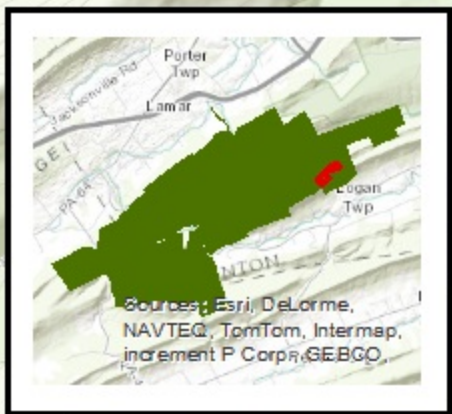 Porter
Twp
Jacksonville Rd
Lamar
PA-64
Logan
Twp
NTON
Sources: Esri, DeLorme,
NAVTEQ, TomTom, Intermap,
increment P Corp., GEBCO,